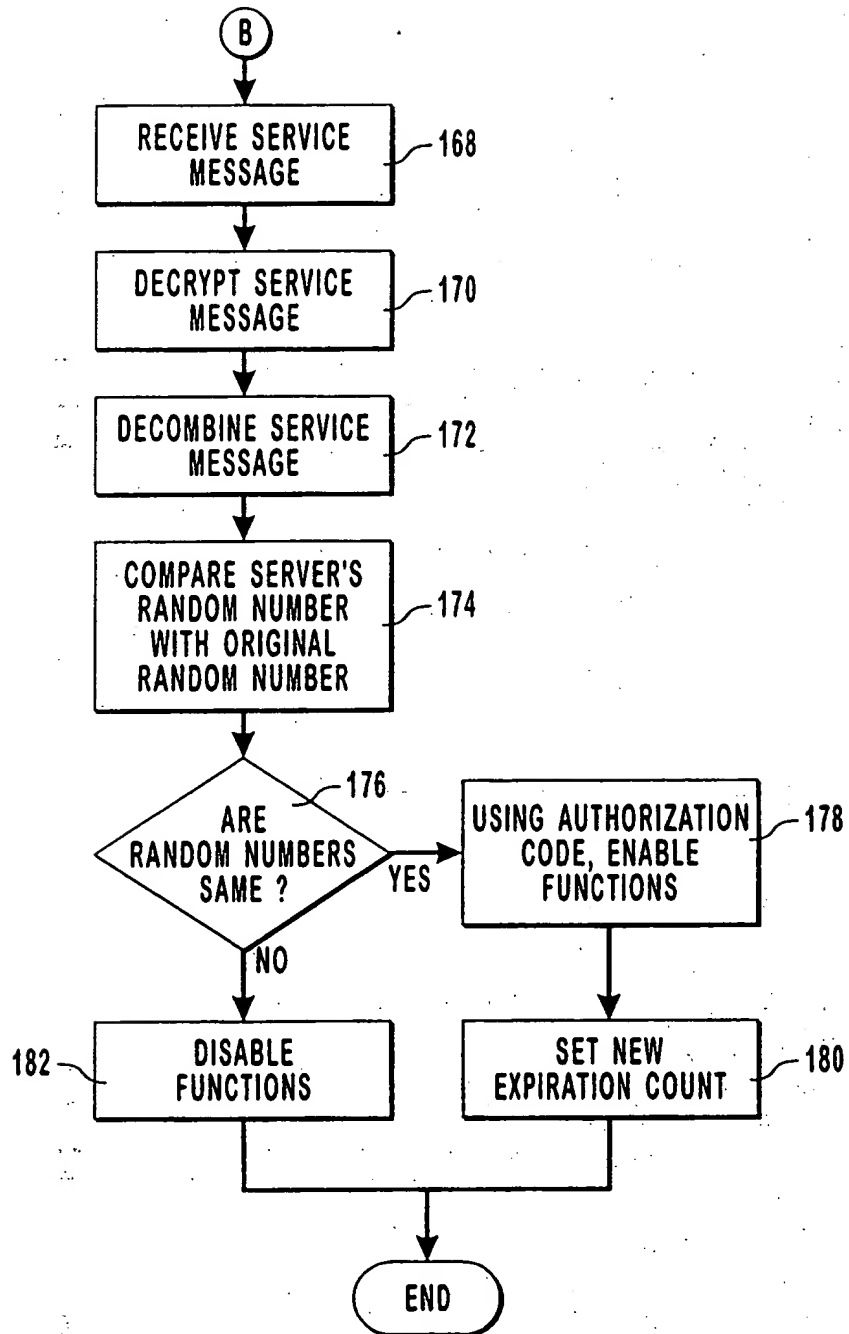 B
RECEIVE SERVICE
MESSAGE
168
DECRYPT SERVICE
MESSAGE
170
DECOMBINE SERVICE
MESSAGE
172
COMPARE SERVER'S
RANDOM NUMBER
WITH ORIGINAL
RANDOM NUMBER
174
176
ARE
RANDOM NUMBERS
SAME ?
YES
NO
USING AUTHORIZATION
CODE, ENABLE
FUNCTIONS
178
182
DISABLE
FUNCTIONS
SET NEW
EXPIRATION COUNT
180
END